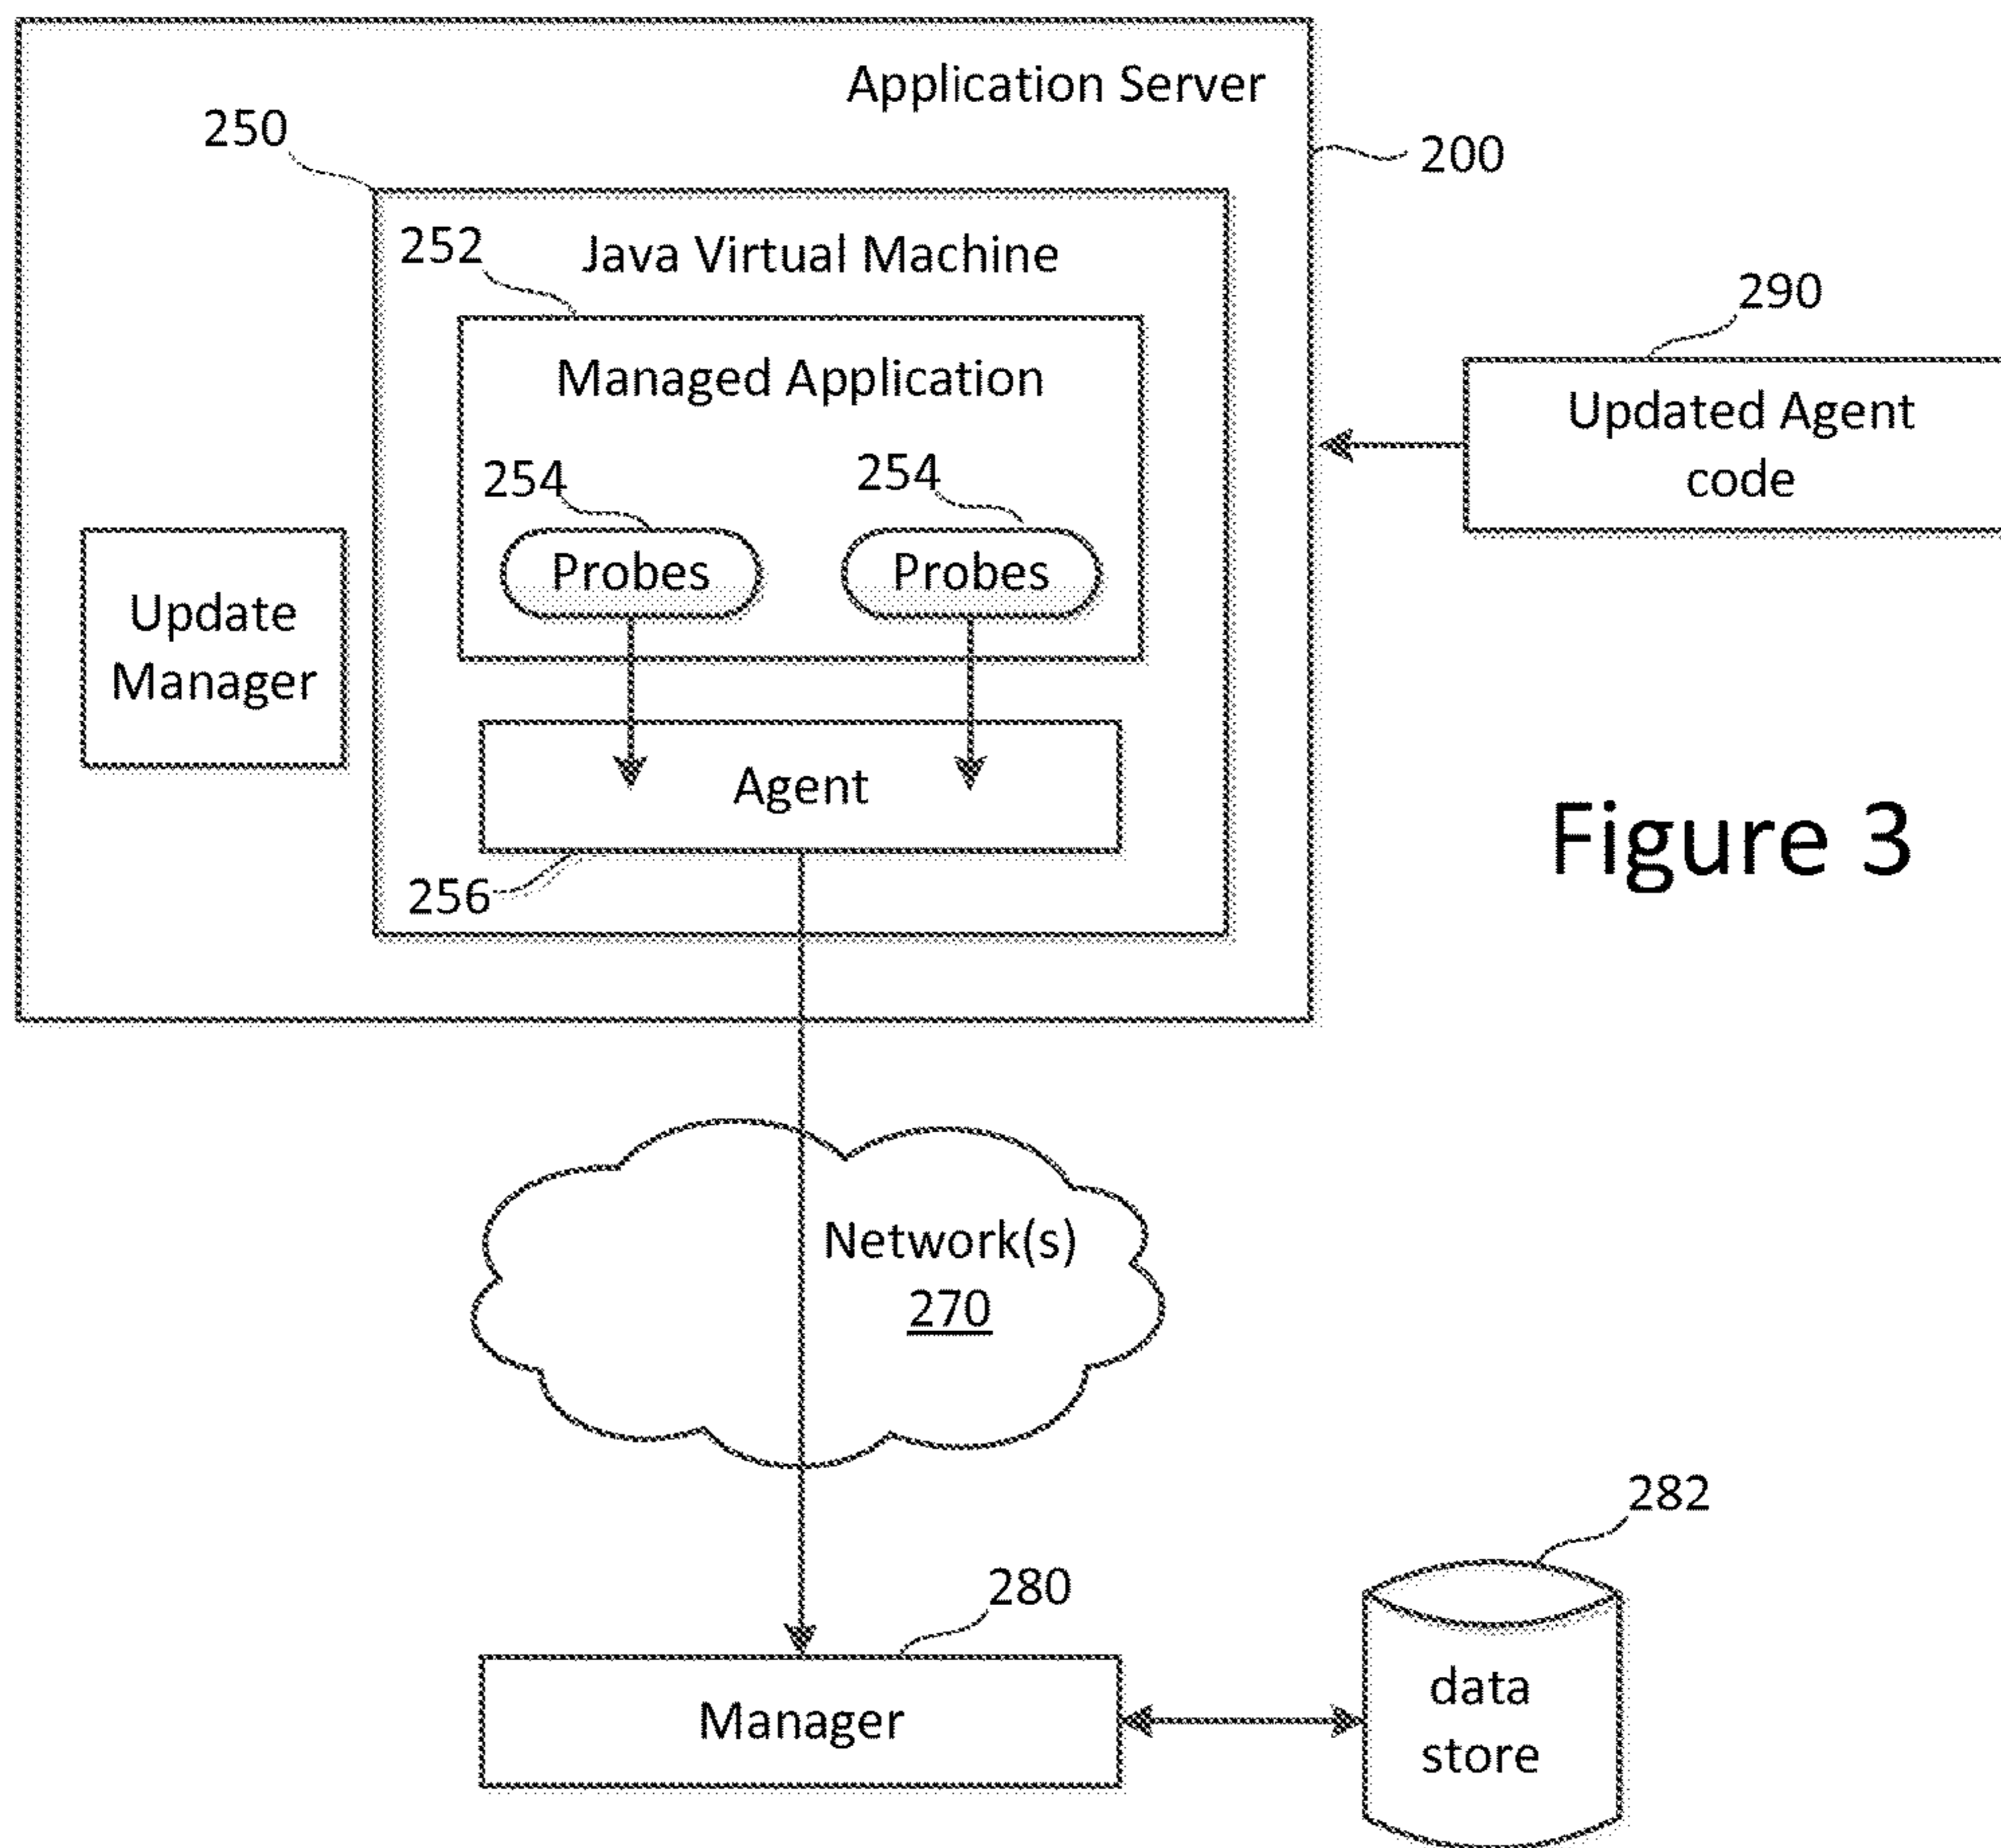 Application Server
250
200
252
Java Virtual Machine
290
Managed Application
Updated Agent
code
254
254
Probes
Probes
Update
Manager
Agent
Figure 3
256
Network(s)
270
282
280
Manager
data
store